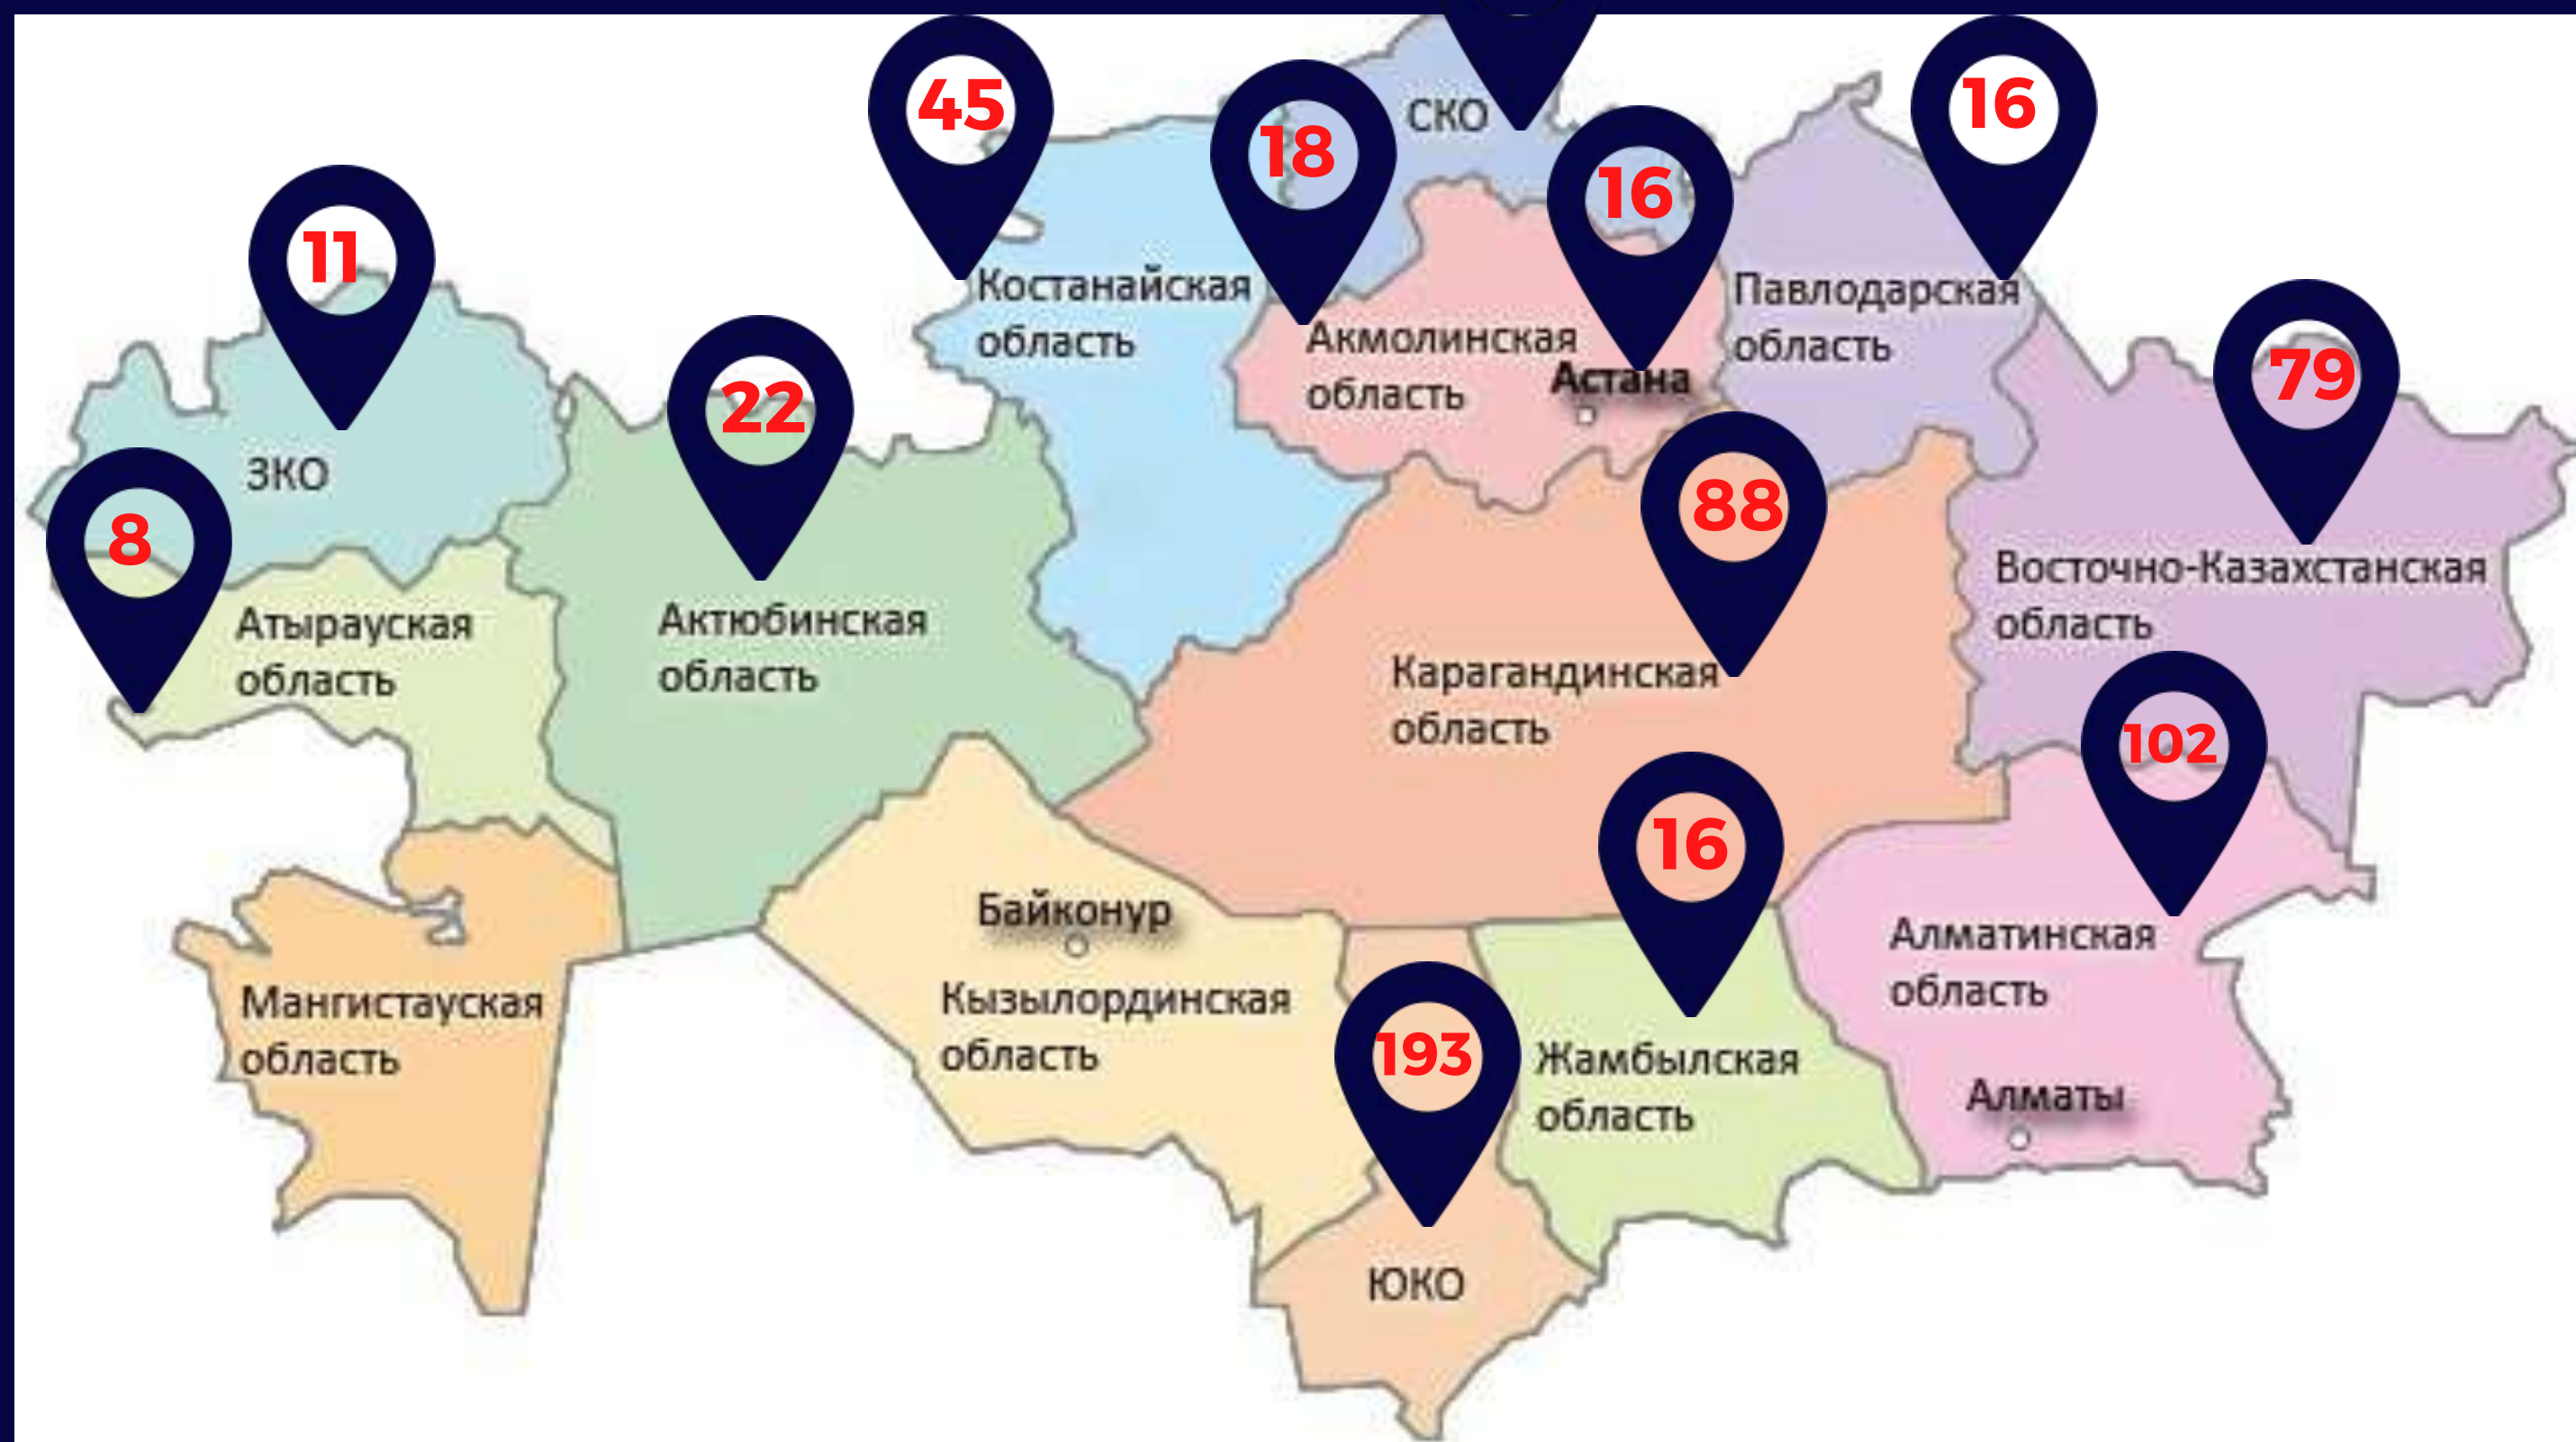 45
16
СКО
18
16
11
79
Костанайская
область
Павлодарская
область
Акмолинская
область
Астана
22
ЗКО
88
8
Восточно-Казахстанская
область
Атырауская
область
Актюбинская
область
Карагандинская
область
102
16
Байконур
Алматинская
область
Мангистауская
область
Кызылординская
область
193
Жамбылская
область
Алматы
ЮКО